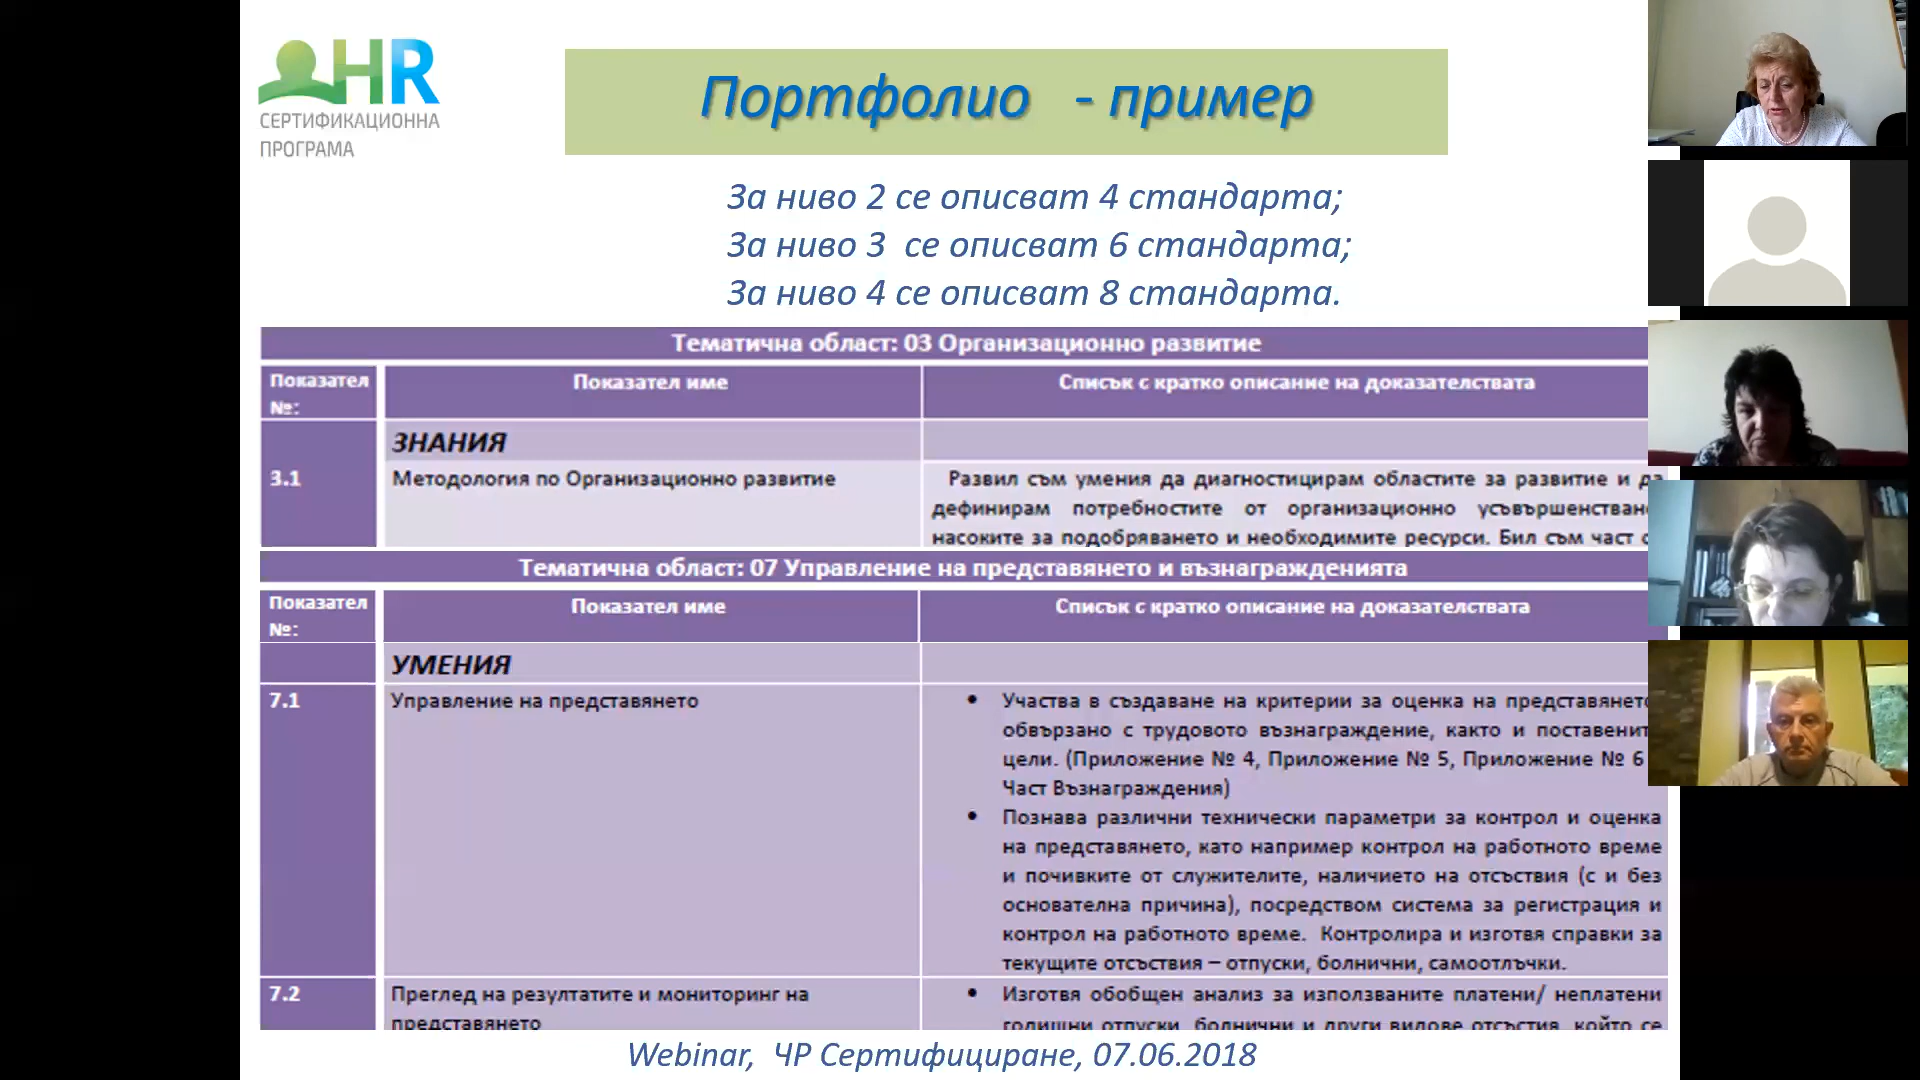 HR
СЕРТИФИКАЦИОННА
ПРОГРАМА
Портфолио - пример
За ниво 2 се описват 4 стандарта;
За ниво 3 се описват 6 стандарта;
За ниво 4 се описват 8 стандарта.
Тематична област: 03 Организационно развитие
Показател №:
Показател име
Списък с кратко описание на доказателствата
ЗНАНИЯ
3.1
Методология по Организационно развитие
Развил съм умения да диагностицирам областите за развитие и да
дефинирам потребностите от организационно
насоките за подобряването и необходимите ресурси. Бил съм част
Тематична област: 07 Управление на представянето и възнагражденията
Показател №:
Показател име
Списък с кратко описание на доказателствата
УМЕНИЯ
7.1
Управление на представянето
• Участва в създаване на критерии за оценка на
обвързано с трудовото възнаграждение, както и
цели. (Приложение № 4, Приложение № 5, Приложение № 6
Част Възнаграждения)
• Познава различни технически параметри за контрол и оценка
на представянето, като например контрол на работното време
и почивките от служителите, наличието на отсъствия (с и без
основателна причина), посредством система за регистрация и
контрол на работното време. Контролира и изготвя справки за
текущите отсъствия – отпуски, болнични, самоотлъчки.
7.2
Преглед на резултатите и мониторинг на
представянето
• Изготвя обобщен анализ за използваните платени/ неплатени
годишни отпуски, болнични и други видове отсъствия, който се
Webinar, ЧР Сертифициране, 07.06.2018